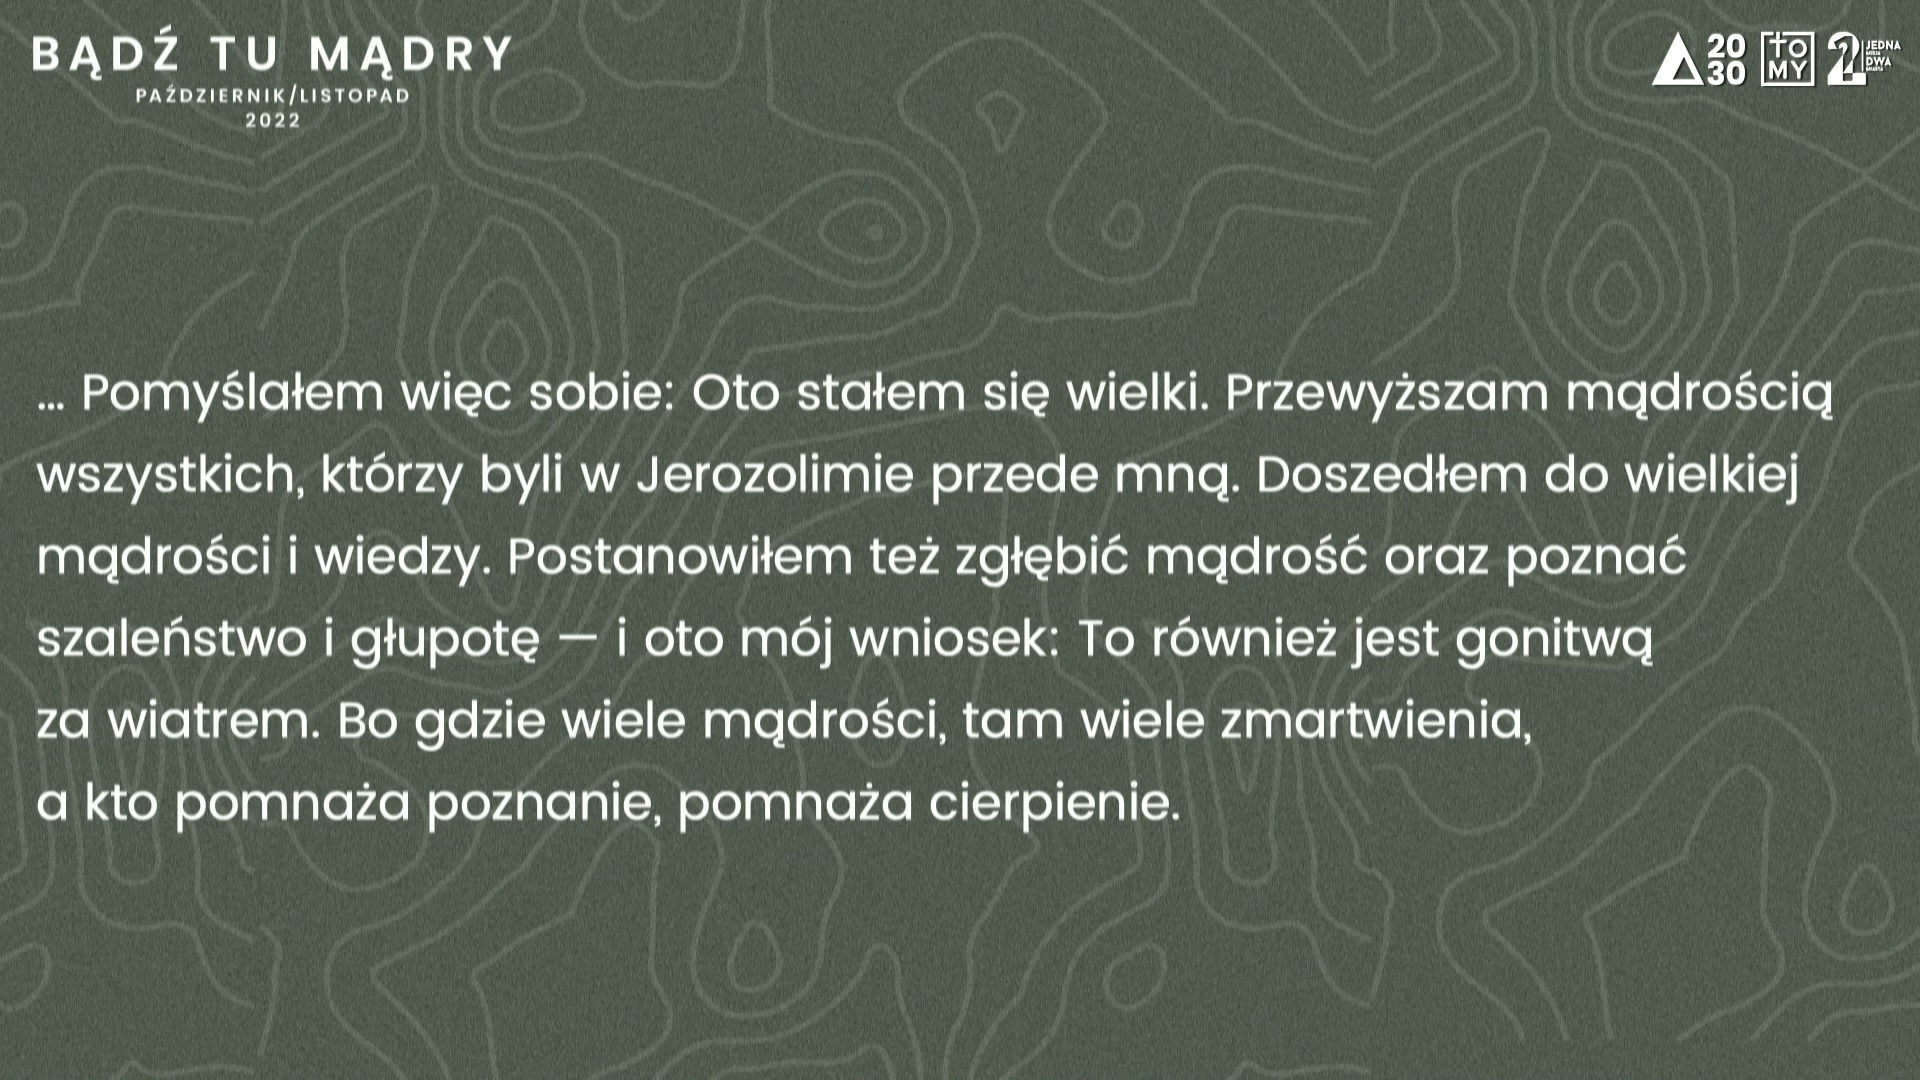 BĄDŹ TU MĄDRY
PAŹDZIERNIK/LISTOPAD
2022
20
30
TO
MY
2
JEDNA
DWA
... Pomyślałem więc sobie: Oto stałem się wielki. Przewyższam mądrością
wszystkich, którzy byli w Jerozolimie przede mną. Doszedłem do wielkiej
mądrości i wiedzy. Postanowiłem też zgłębić mądrość oraz poznać
szaleństwo i głupotę — i oto mój wniosek: To również jest gonitwą
za wiatrem. Bo gdzie wiele mądrości, tam wiele zmartwienia,
a kto pomnaża poznanie, pomnaża cierpienie.